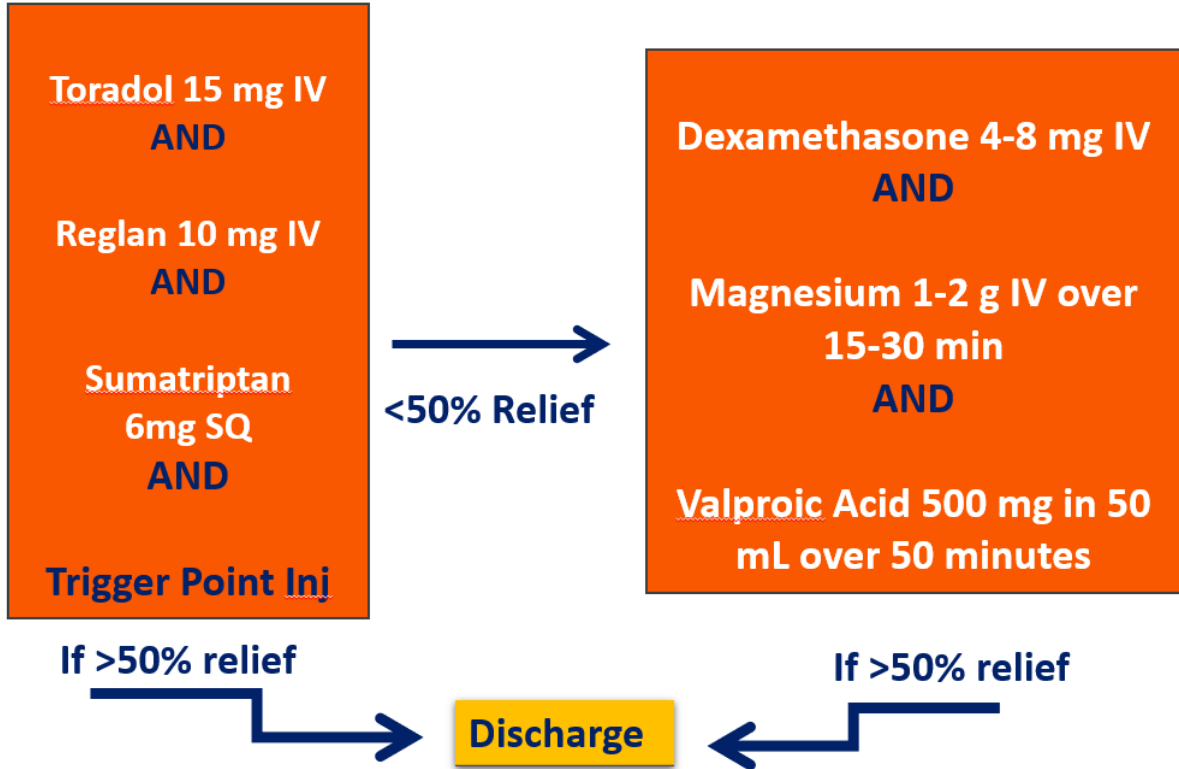 Toradol 15 mg IV
AND
Reglan 10 mg IV
AND
Sumatriptan
6mg SQ
AND
Trigger Point Inj
If >50% relief
<50% Relief
Dexamethasone 4-8 mg IV
AND
Magnesium 1-2 g IV over
15-30 min
AND
Valproic Acid 500 mg in 50
mL over 50 minutes
If >50% relief
Discharge